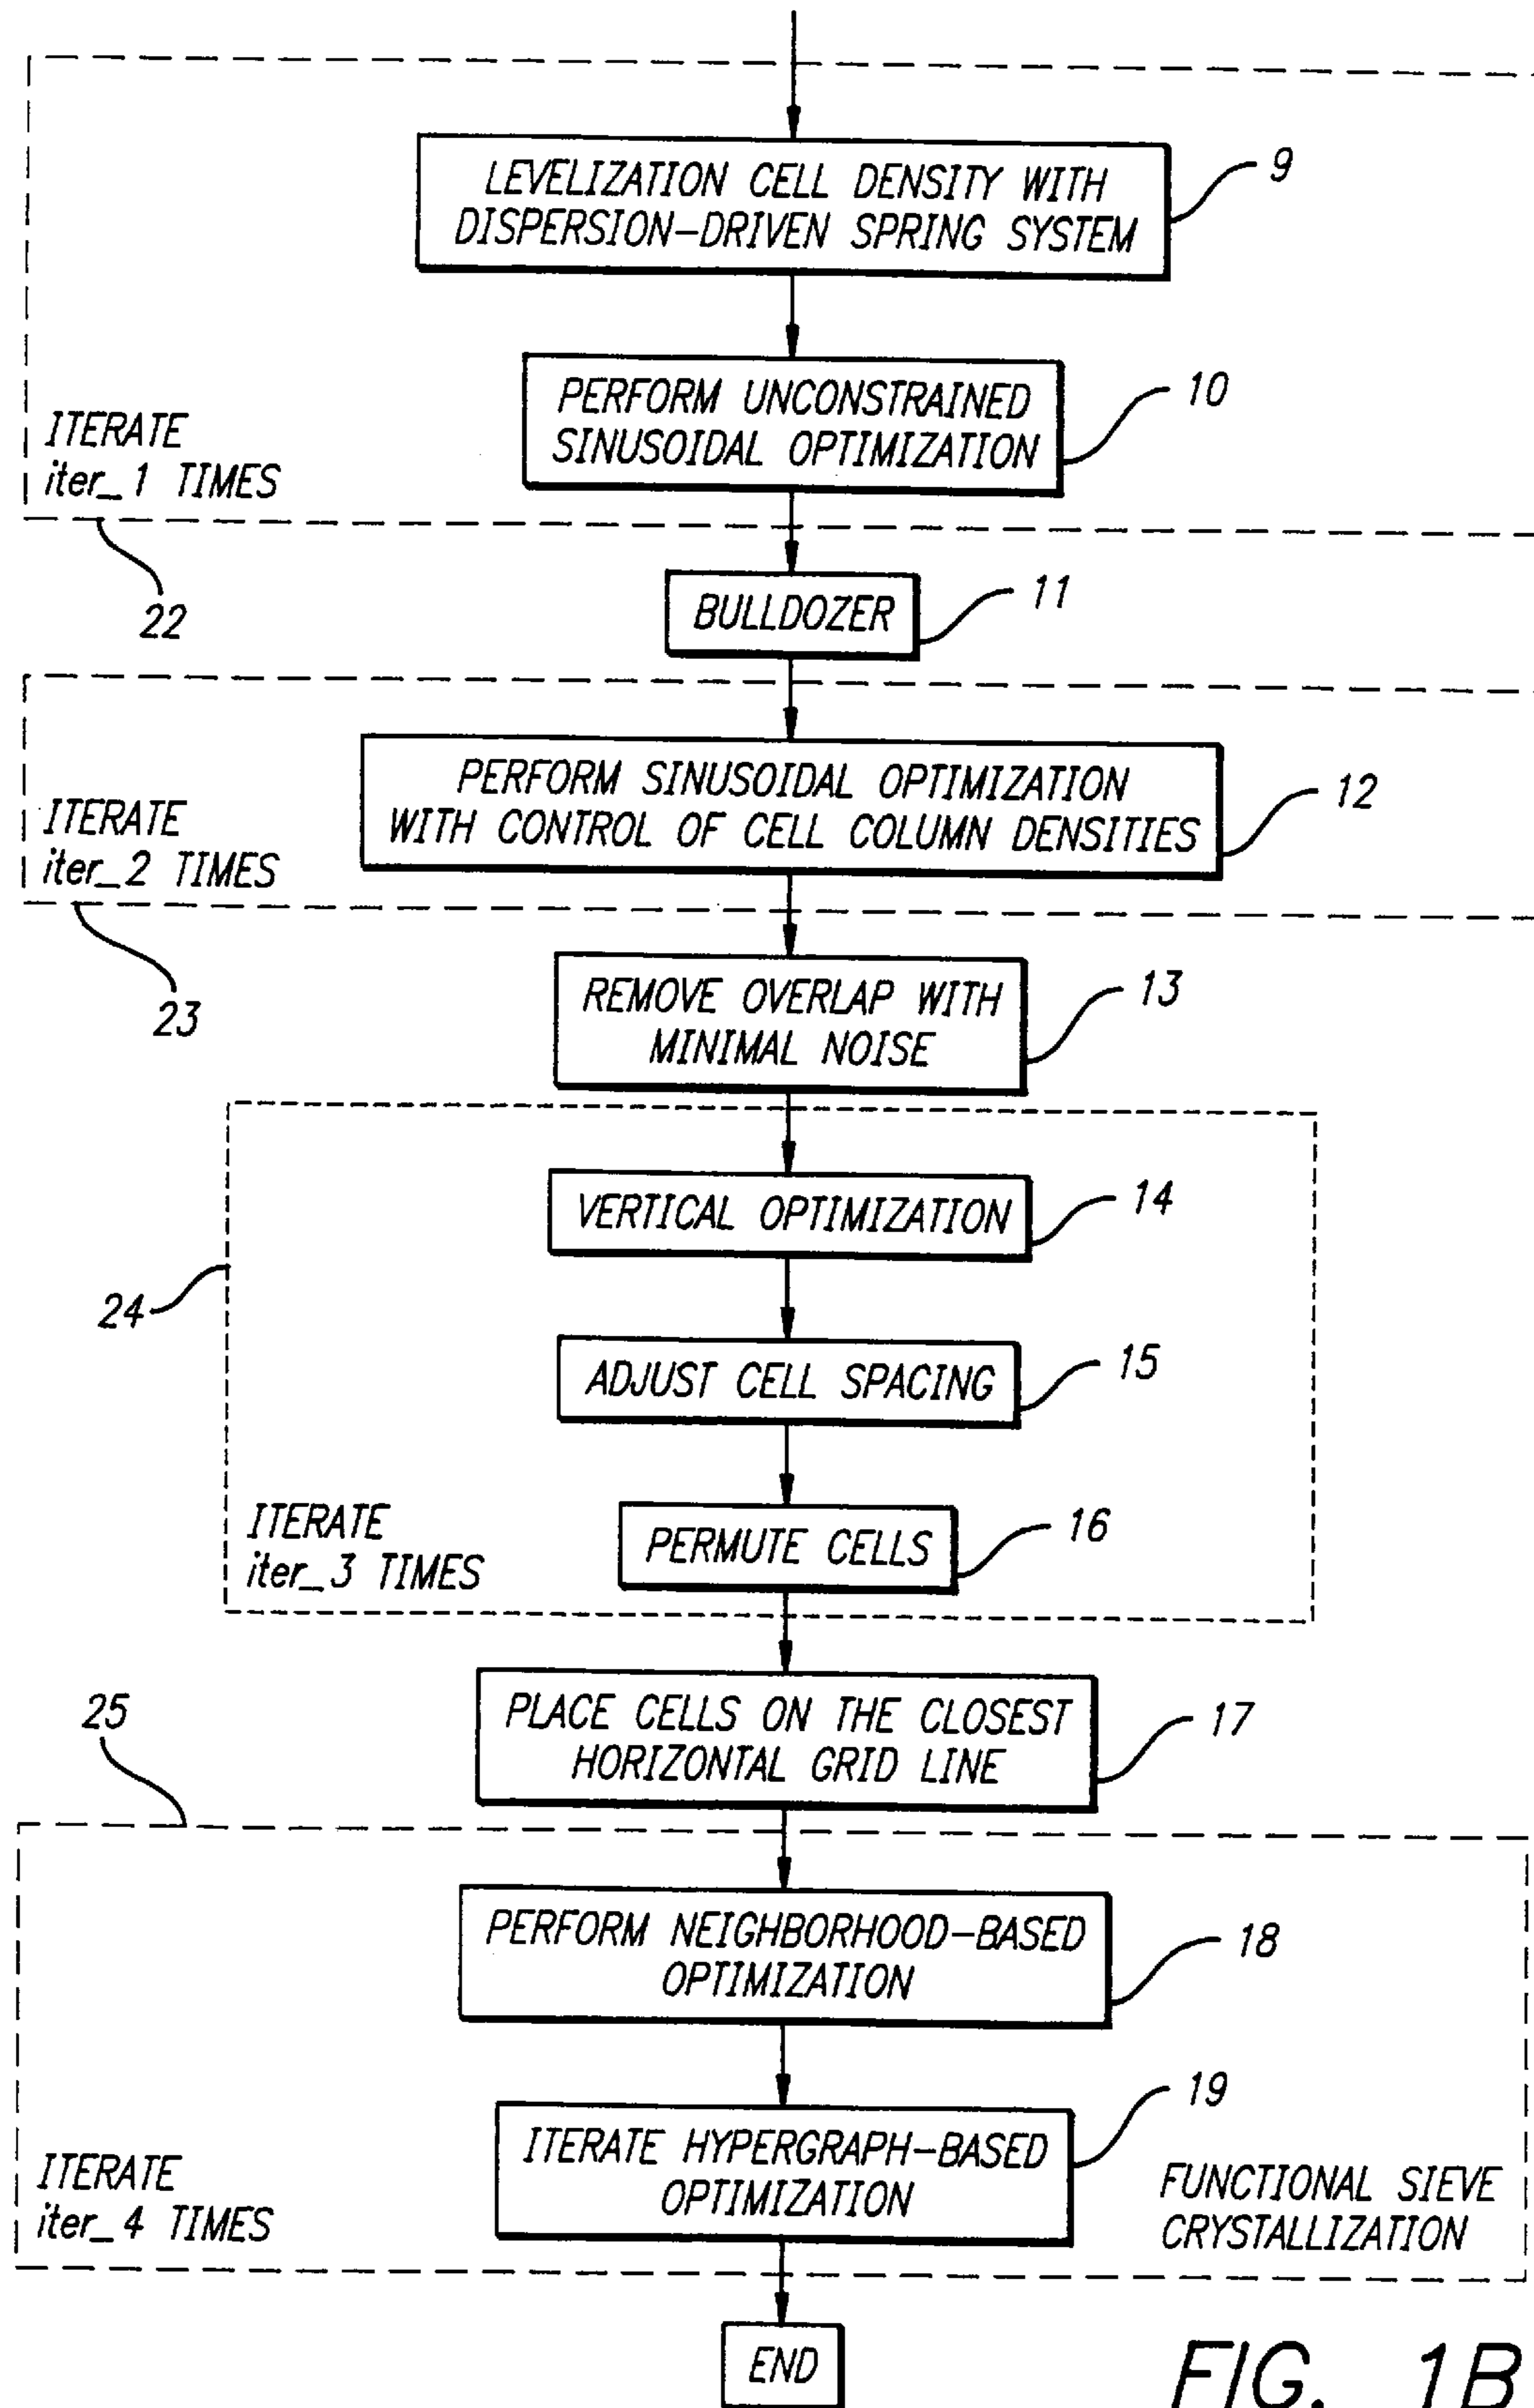 LEVELIZATION CELL DENSITY WITH
DISPERSION-DRIVEN SPRING SYSTEM
9
PERFORM UNCONSTRAINED
SINUSOIDAL OPTIMIZATION
10
ITERATE
iter_1 TIMES
22
BULLDOZER
11
PERFORM SINUSOIDAL OPTIMIZATION
WITH CONTROL OF CELL COLUMN DENSITIES
12
ITERATE
iter_2 TIMES
23
REMOVE OVERLAP WITH
MINIMAL NOISE
13
VERTICAL OPTIMIZATION
14
24
ADJUST CELL SPACING
15
PERMUTE CELLS
16
ITERATE
iter_3 TIMES
PLACE CELLS ON THE CLOSEST
HORIZONTAL GRID LINE
17
25
PERFORM NEIGHBORHOOD-BASED
OPTIMIZATION
18
ITERATE HYPERGRAPH-BASED
OPTIMIZATION
19
ITERATE
iter_4 TIMES
FUNCTIONAL SIEVE
CRYSTALLIZATION
END
FIG. 1B